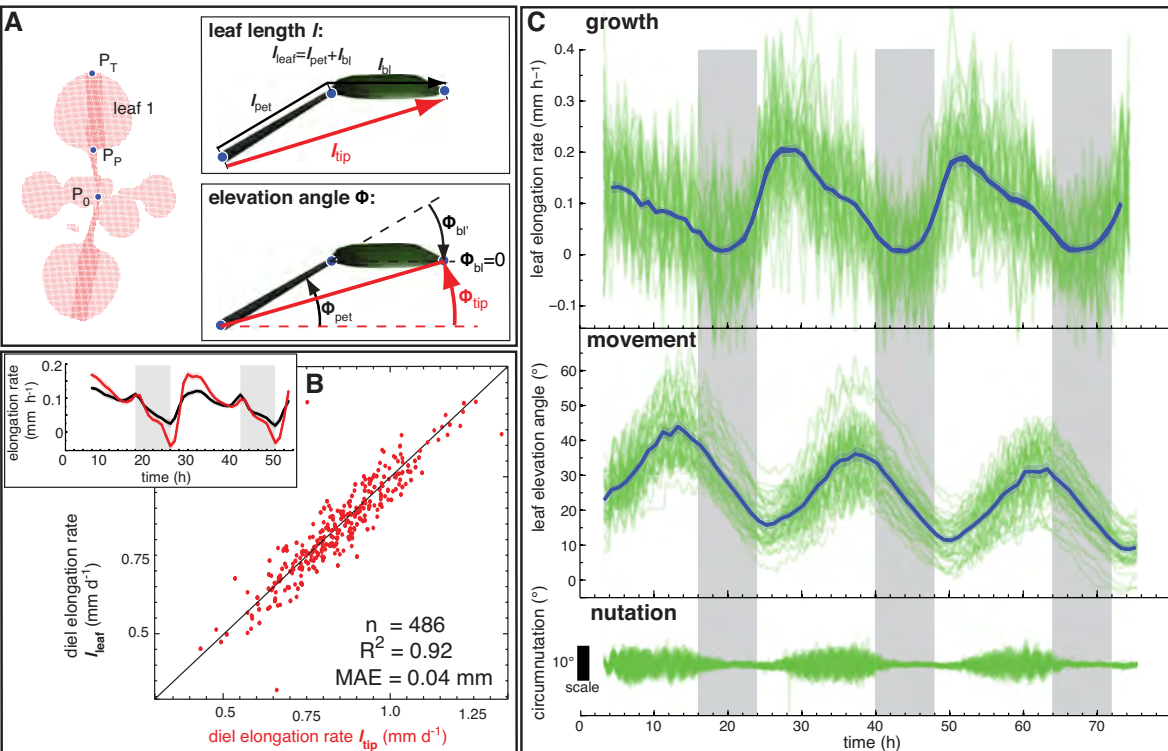 A
P_T
leaf 1
P_P
P_0
leaf length l:
l_leaf=l_pet+l_bl
l_bl
l_pet
l_tip
elevation angle Φ:
Φ_bl'
Φ_bl=0
Φ_tip
Φ_pet
B
elongation rate
(mm h⁻¹)
0.2
0.1
0
0 10 20 30 40 50
time (h)
diel elongation rate
l_leaf (mm d⁻¹)
0.75
0.5
n = 486
R² = 0.92
MAE = 0.04 mm
0.5 0.75 1.0 1.25
diel elongation rate l_tip (mm d⁻¹)
C
growth
leaf elongation rate (mm h−1)
0.4
0.3
0.2
0.1
0
−0.1
movement
leaf elevation angle (°)
60
50
40
30
20
10
0
nutation
circumnutation (°)
10°
scale
0 10 20 30 40 50 60 70
time (h)